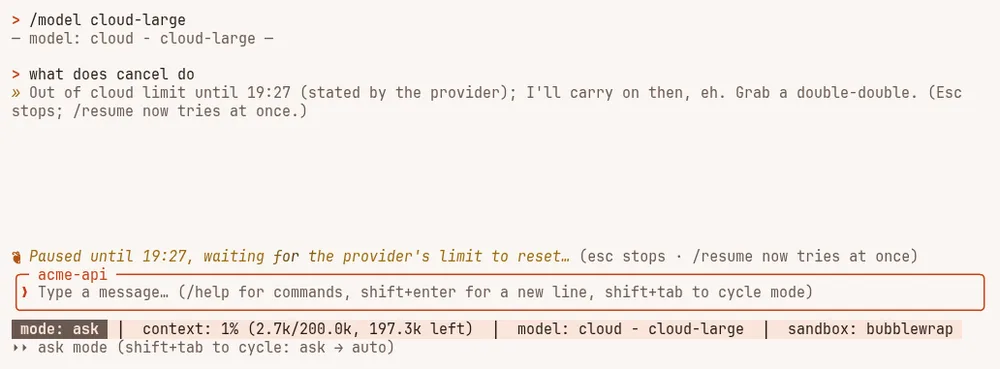 > /model cloud-large
— model: cloud - cloud-large —
> what does cancel do
» Out of cloud limit until 19:27 (stated by the provider); I'll carry on then, eh. Grab a double-double. (Esc
stops; /resume now tries at once.)
Paused until 19:27, waiting for the provider's limit to reset… (esc stops · /resume now tries at once)
acme-api
❯ Type a message… (/help for commands, shift+enter for a new line, shift+tab to cycle mode)
mode: ask | context: 1% (2.7k/200.0k, 197.3k left) | model: cloud - cloud-large | sandbox: bubblewrap
▸▸ ask mode (shift+tab to cycle: ask → auto)